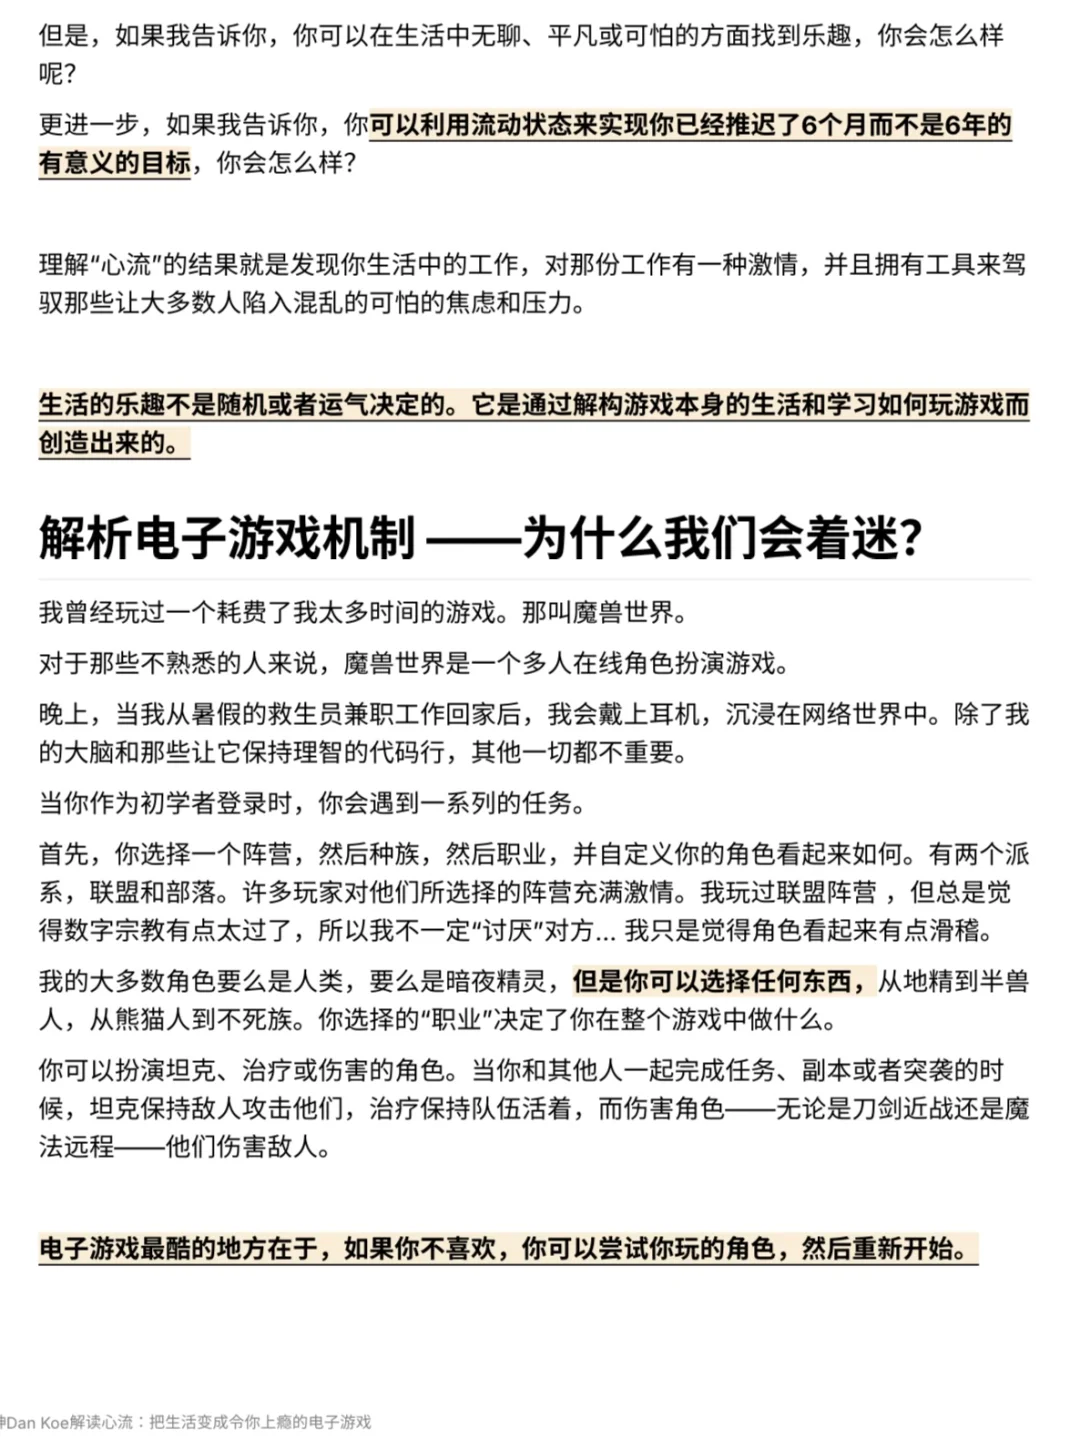 但是，如果我告诉你，你可以在生活中无聊、平凡或可怕的方面找到乐趣，你会怎么样
呢？
更进一步，如果我告诉你，你可以利用流动状态来实现你已经推迟了6个月而不是6年的
有意义的目标，你会怎么样？
理解“心流”的结果就是发现你生活中的工作，对那份工作有一种激情，并且拥有工具来驾
驭那些让大多数人陷入混乱的可怕的焦虑和压力。
生活的乐趣不是随机或者运气决定的。它是通过解构游戏本身的生活和学习如何玩游戏而
创造出来的。
解析电子游戏机制 ——为什么我们会着迷？
我曾经玩过一个耗费了我太多时间的游戏。那叫魔兽世界。
对于那些不熟悉的人来说，魔兽世界是一个多人在线角色扮演游戏。
晚上，当我从暑假的救生员兼职工作回家后，我会戴上耳机，沉浸在网络世界中。除了我
的大脑和那些让它保持理智的代码行，其他一切都不重要。
当你作为初学者登录时，你会遇到一系列的任务。
首先，你选择一个阵营，然后种族，然后职业，并自定义你的角色看起来如何。有两个派
系，联盟和部落。许多玩家对他们所选择的阵营充满激情。我玩过联盟阵营 ，但总是觉
得数字宗教有点太过了，所以我不一定“讨厌”对方... 我只是觉得角色看起来有点滑稽。
我的大多数角色要么是人类，要么是暗夜精灵，但是你可以选择任何东西，从地精到半兽
人，从熊猫人到不死族。你选择的“职业”决定了你在整个游戏中做什么。
你可以扮演坦克、治疗或伤害的角色。当你和其他人一起完成任务、副本或者突袭的时
候，坦克保持敌人攻击他们，治疗保持队伍活着，而伤害角色——无论是刀剑近战还是魔
法远程——他们伤害敌人。
电子游戏最酷的地方在于，如果你不喜欢，你可以尝试你玩的角色，然后重新开始。
Dan Koe解读心流：把生活变成令你上瘾的电子游戏